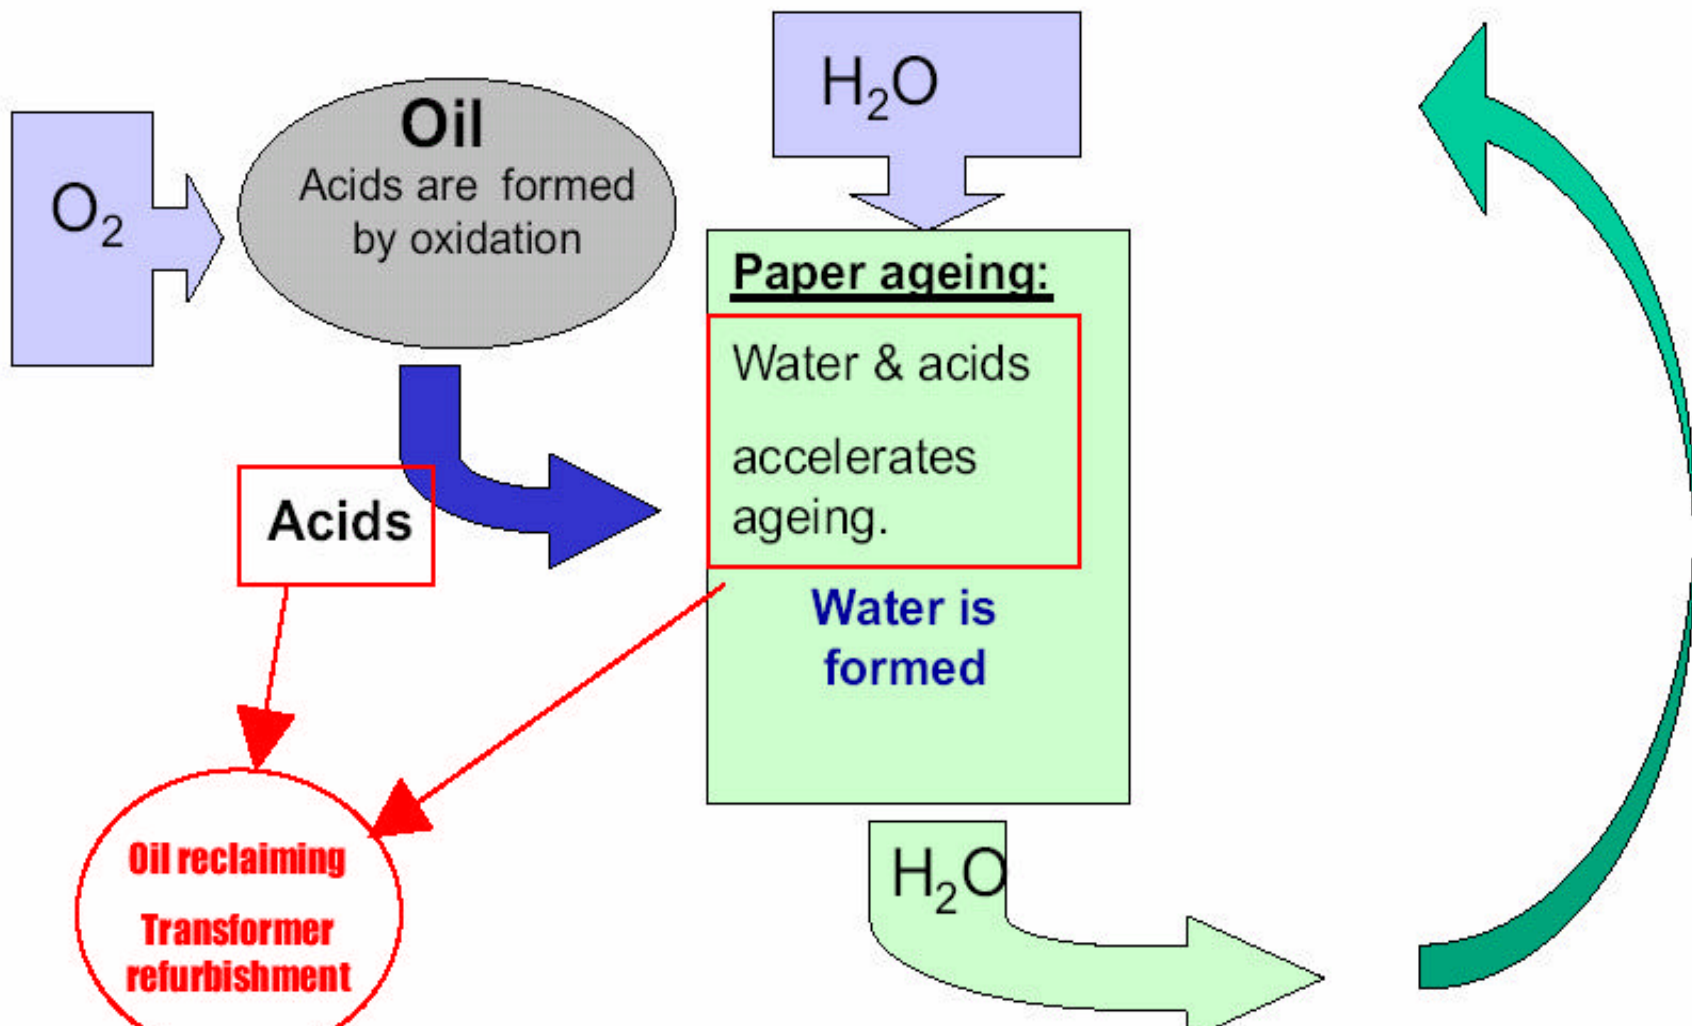 O₂
Oil
Acids are formed
by oxidation
H₂O
Paper ageing:
Water & acids
accelerates
ageing.
Water is
formed
Acids
Oil reclaiming
Transformer
refurbishment
H₂O